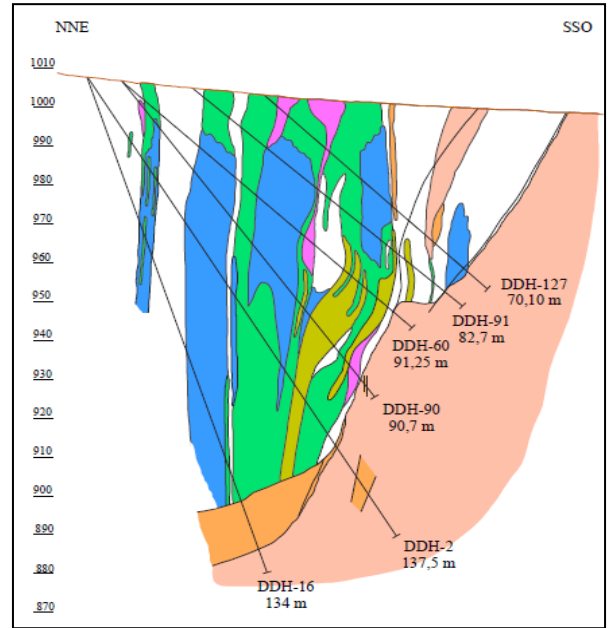 NNE
SSO
1010
1000
990
980
970
960
950
940
930
920
910
900
890
880
870
DDH-127
70,10 m
DDH-91
82,7 m
DDH-60
91,25 m
DDH-90
90,7 m
DDH-2
137,5 m
DDH-16
134 m